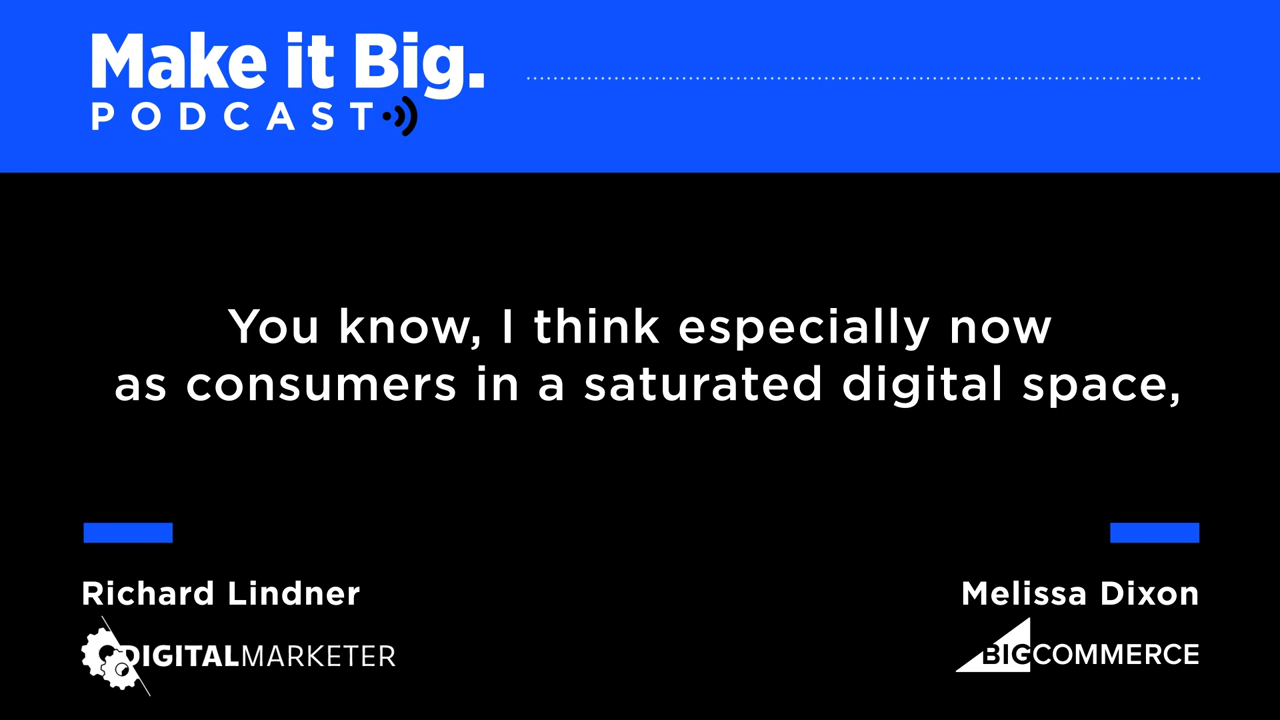 Make it Big.
PODCAST
You know, I think especially now
as consumers in a saturated digital space,
Richard Lindner
Melissa Dixon
DIGITALMARKETER
BIGCOMMERCE